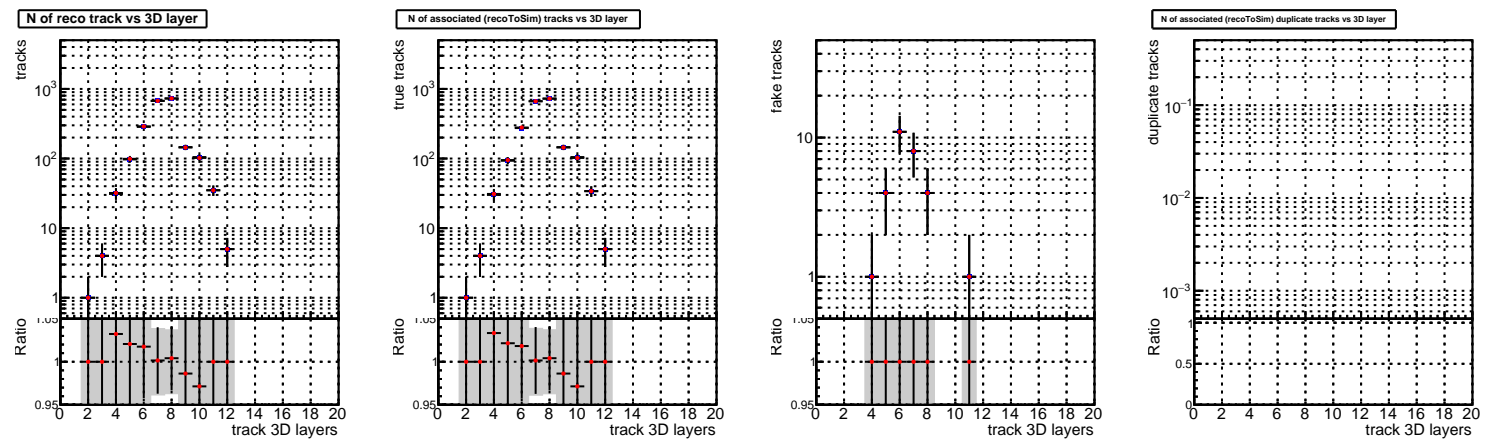 N of reco track vs 3D layer
tracks
10³
10²
10
1
1.05
Ratio
1
0.95
0 2 4 6 8 10 12 14 16 18 20
track 3D layers
N of associated (recoToSim) tracks vs 3D layer
true tracks
10³
10²
10
1
1.05
Ratio
1
0.95
0 2 4 6 8 10 12 14 16 18 20
track 3D layers
fake tracks
10
1
1.05
Ratio
1
0.95
0 2 4 6 8 10 12 14 16 18 20
track 3D layers
N of associated (recoToSim) duplicate tracks vs 3D layer
duplicate tracks
10⁻¹
10⁻²
10⁻³
Ratio
1
0.5
0
0 2 4 6 8 10 12 14 16 18 20
track 3D layers